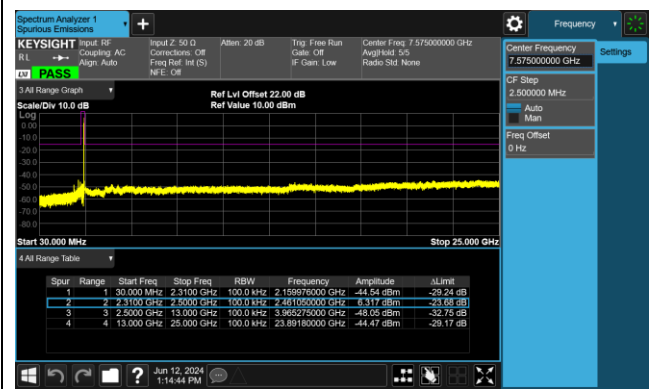 Spectrum Analyzer 1
Spurious Emissions
Frequency
KEYSIGHT Input: RF Input Z: 50 Ω Atten: 20 dB Trig: Free Run Center Freq: 7.575000000 GHz
RL Coupling: AC Corrections: Off Gate: Off Avg|Hold: 5/5
Align: Auto Freq Ref: Int (S) IF Gain: Low Radio Std: None
LXI PASS NFE: Off
Center Frequency
7.575000000 GHz
Settings
CF Step
2.500000 MHz
Auto
Man
Freq Offset
0 Hz
3 All Range Graph
Ref Lvl Offset 22.00 dB
Scale/Div 10.0 dB Ref Value 10.00 dBm
Log
0.00
-10.0
-20.0
-30.0
-40.0
-50.0
-60.0
-70.0
-80.0
Start 30.000 MHz Stop 25.000 GHz
4 All Range Table
Spur Range Start Freq Stop Freq RBW Frequency Amplitude ΔLimit
1 1 30.000 MHz 2.3100 GHz 100.0 kHz 2.159976000 GHz -44.54 dBm -29.24 dB
2 2 2.3100 GHz 2.5000 GHz 100.0 kHz 2.461050000 GHz 6.317 dBm -23.68 dB
3 3 2.5000 GHz 13.000 GHz 100.0 kHz 3.965275000 GHz -48.05 dBm -32.75 dB
4 4 13.000 GHz 25.000 GHz 100.0 kHz 23.89180000 GHz -44.47 dBm -29.17 dB
Jun 12, 2024
1:14:44 PM